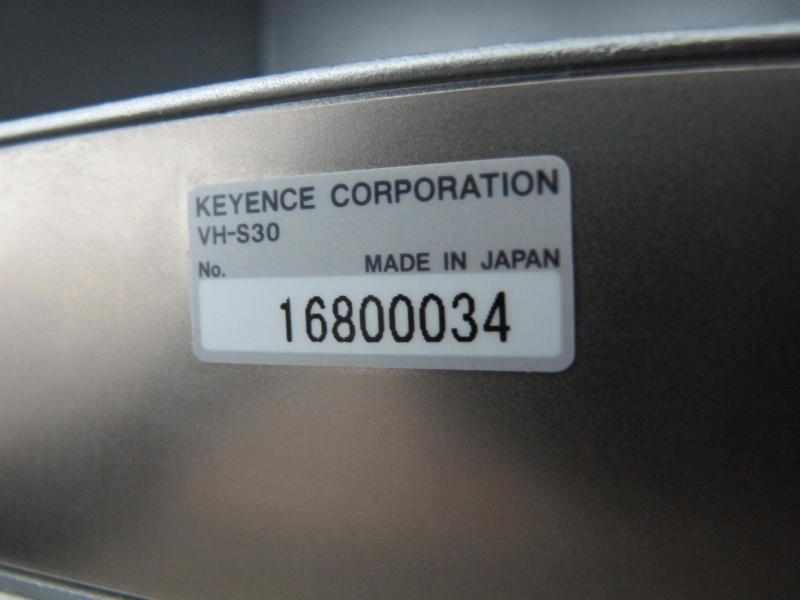 KEYENCE CORPORATION
VH-S30
No. MADE IN JAPAN
16800034